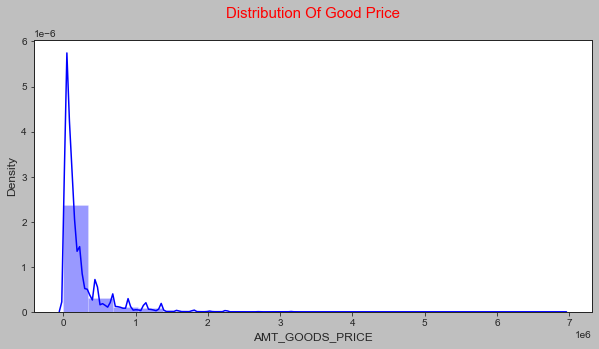 Distribution Of Good Price
1e−6
6
5
4
3
2
1
0
Density
0 1 2 3 4 5 6 7
AMT_GOODS_PRICE
1e6